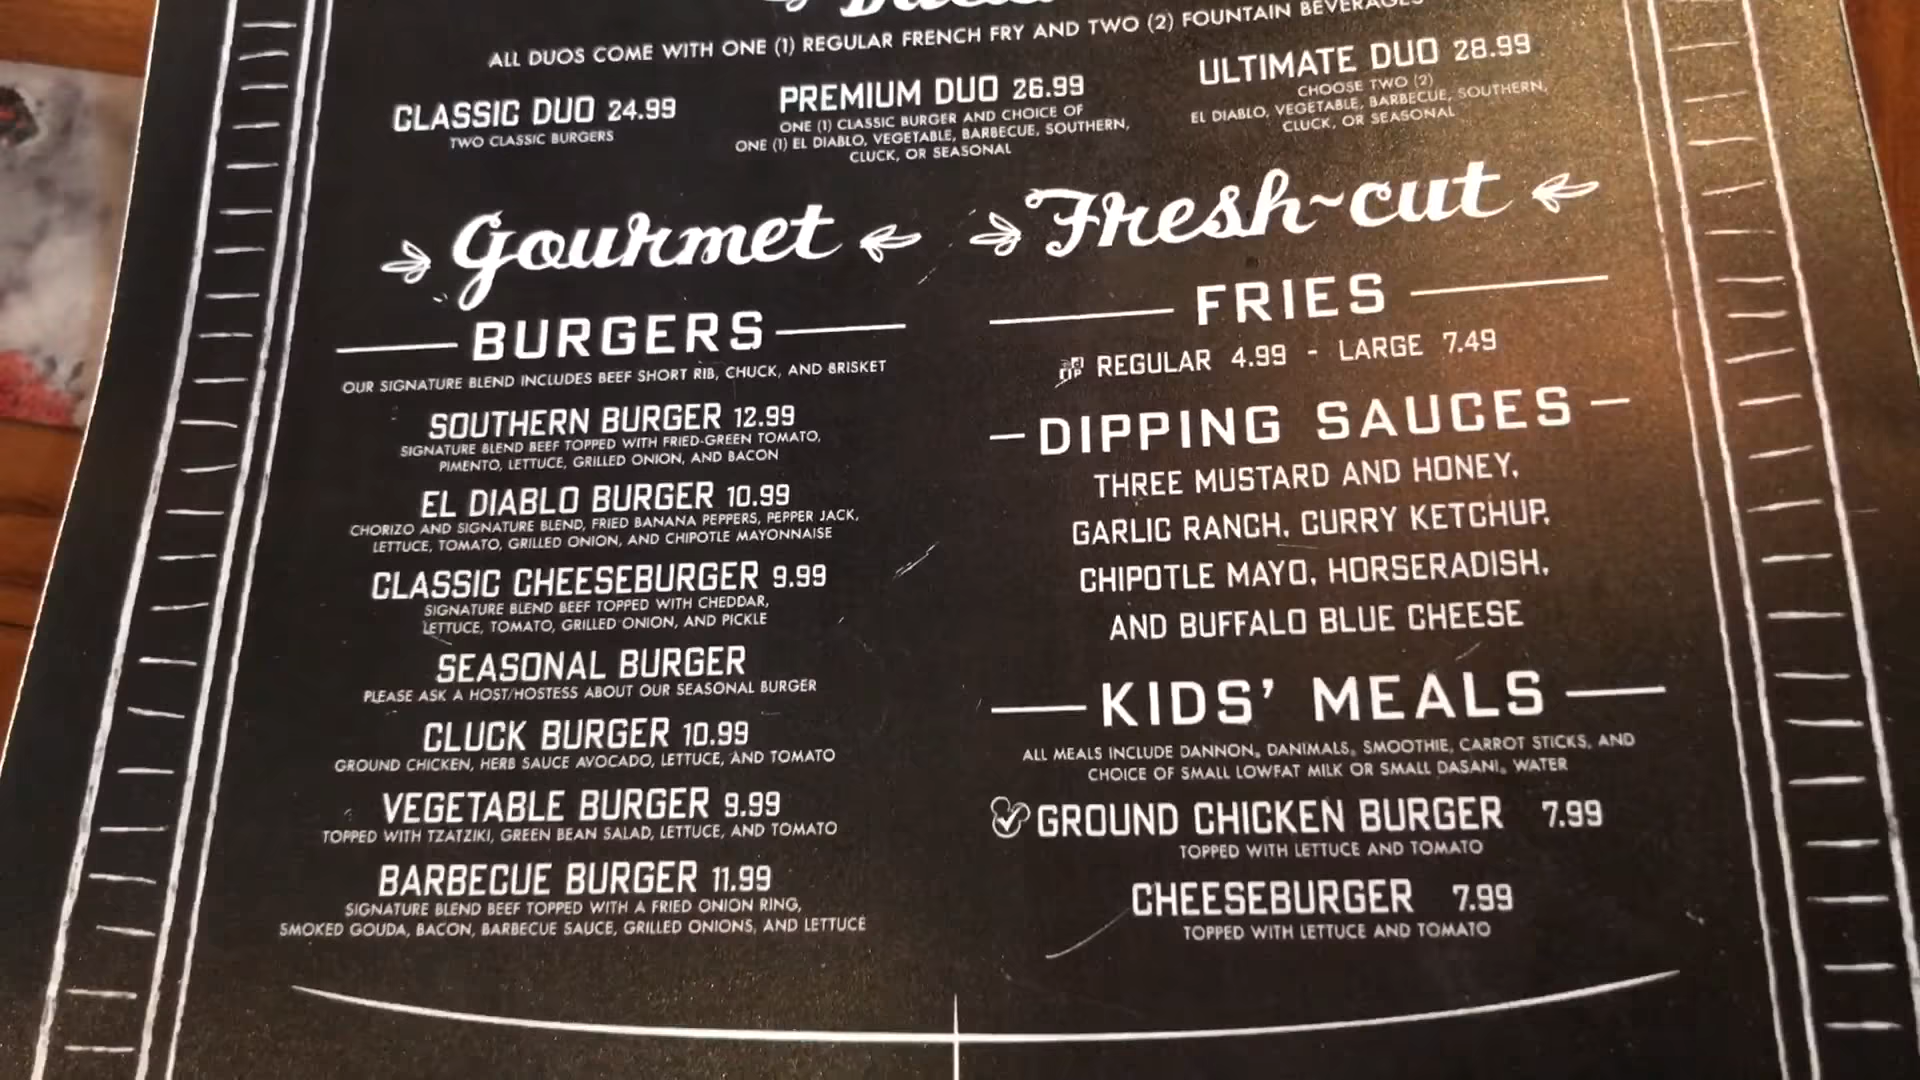 ALL DUOS COME WITH ONE (1) REGULAR FRENCH FRY AND TWO (2) FOUNTAIN BEVERAGES
CLASSIC DUO 24.99
TWO CLASSIC BURGERS
PREMIUM DUO 26.99
ONE (1) CLASSIC BURGER AND CHOICE OF
ONE (1) EL DIABLO, VEGETABLE, BARBECUE, SOUTHERN,
CLUCK, OR SEASONAL
ULTIMATE DUO 28.99
CHOOSE TWO (2)
EL DIABLO, VEGETABLE, BARBECUE, SOUTHERN,
CLUCK, OR SEASONAL
Gourmet
BURGERS
OUR SIGNATURE BLEND INCLUDES BEEF SHORT RIB, CHUCK, AND BRISKET
SOUTHERN BURGER 12.99
SIGNATURE BLEND BEEF TOPPED WITH FRIED-GREEN TOMATO,
PIMENTO, LETTUCE, GRILLED ONION, AND BACON
EL DIABLO BURGER 10.99
CHORIZO AND SIGNATURE BLEND, FRIED BANANA PEPPERS, PEPPER JACK,
LETTUCE, TOMATO, GRILLED ONION, AND CHIPOTLE MAYONNAISE
CLASSIC CHEESEBURGER 9.99
SIGNATURE BLEND BEEF TOPPED WITH CHEDDAR,
LETTUCE, TOMATO, GRILLED ONION, AND PICKLE
SEASONAL BURGER
PLEASE ASK A HOST/HOSTESS ABOUT OUR SEASONAL BURGER
CLUCK BURGER 10.99
GROUND CHICKEN, HERB SAUCE AVOCADO, LETTUCE, AND TOMATO
VEGETABLE BURGER 9.99
TOPPED WITH TZATZIKI, GREEN BEAN SALAD, LETTUCE, AND TOMATO
BARBECUE BURGER 11.99
SIGNATURE BLEND BEEF TOPPED WITH A FRIED ONION RING,
SMOKED GOUDA, BACON, BARBECUE SAUCE, GRILLED ONIONS, AND LETTUCE
Fresh~cut
FRIES
REGULAR 4.99 - LARGE 7.49
DIPPING SAUCES
THREE MUSTARD AND HONEY,
GARLIC RANCH, CURRY KETCHUP,
CHIPOTLE MAYO, HORSERADISH,
AND BUFFALO BLUE CHEESE
KIDS' MEALS
ALL MEALS INCLUDE DANNON® DANIMALS® SMOOTHIE, CARROT STICKS, AND
CHOICE OF SMALL LOWFAT MILK OR SMALL DASANI® WATER
GROUND CHICKEN BURGER 7.99
TOPPED WITH LETTUCE AND TOMATO
CHEESEBURGER 7.99
TOPPED WITH LETTUCE AND TOMATO